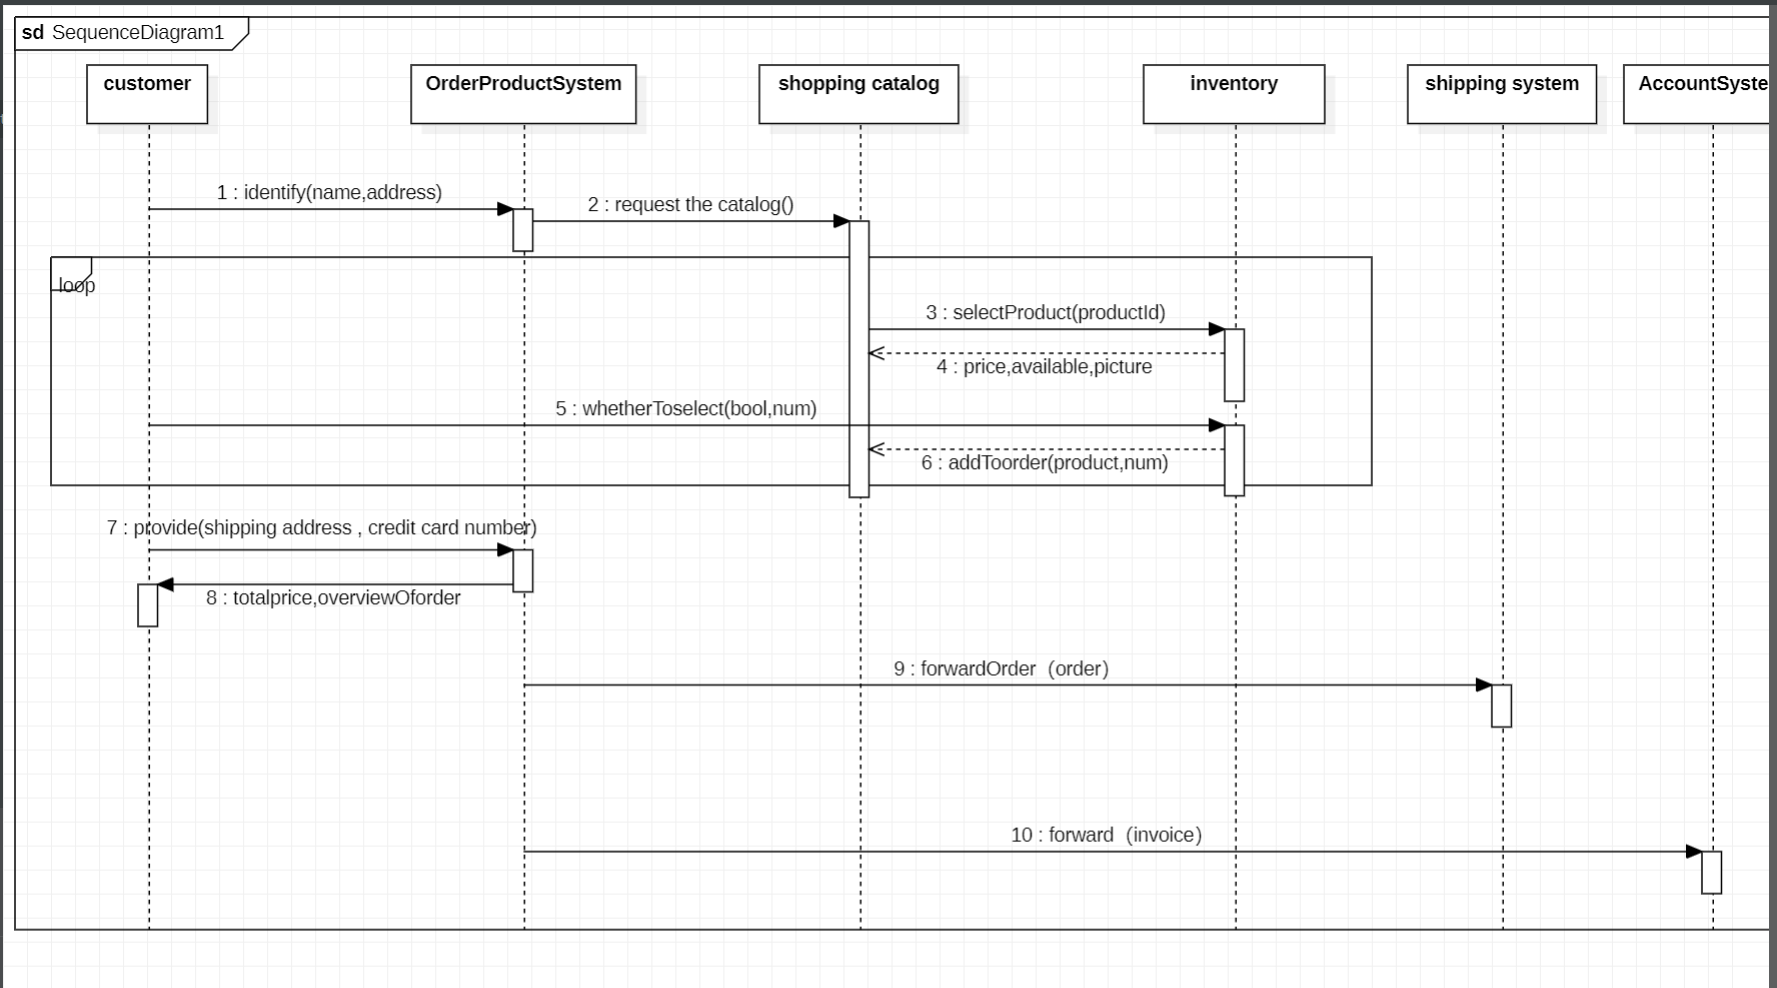 sd SequenceDiagram1
customer
OrderProductSystem
shopping catalog
inventory
shipping system
AccountSyste
1 : identify(name,address)
2 : request the catalog()
loop
3 : selectProduct(productId)
4 : price,available,picture
5 : whetherToselect(bool,num)
6 : addToorder(product,num)
7 : provide(shipping address , credit card number)
8 : totalprice,overviewOforder
9 : forwardOrder（order）
10 : forward（invoice）